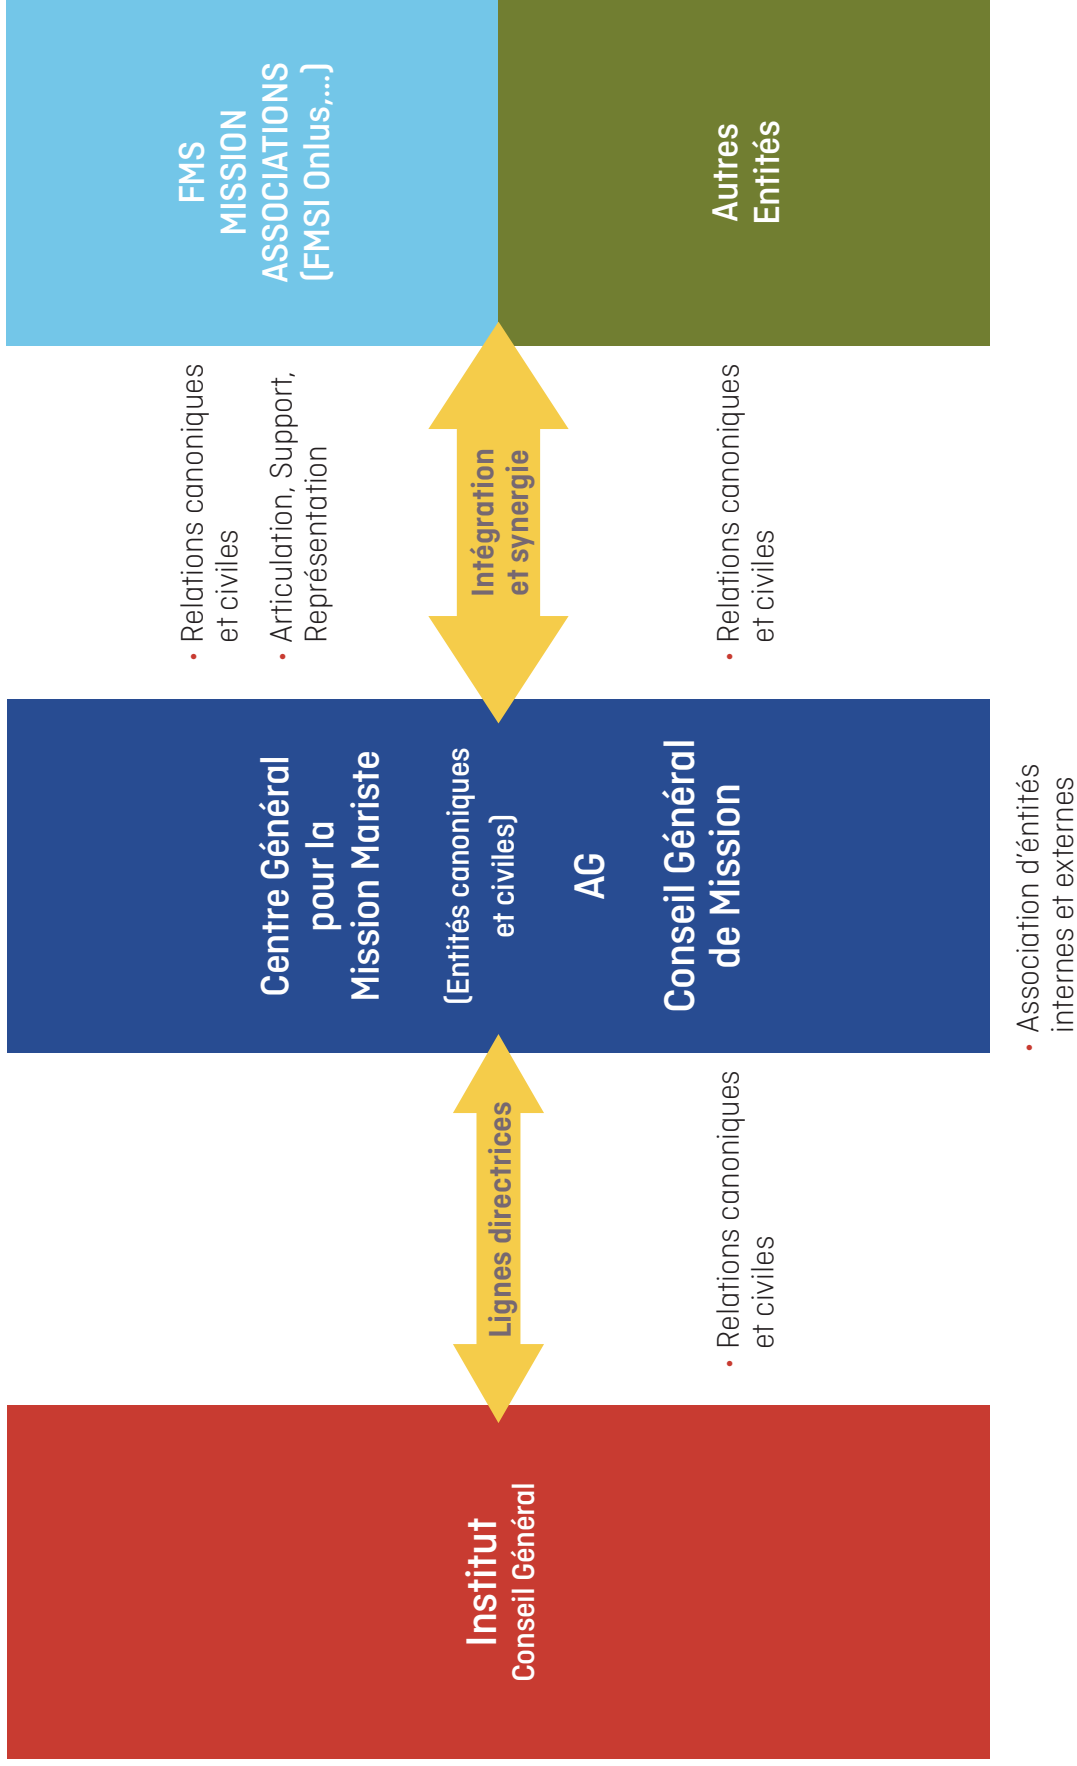 Institut
Conseil Général
Lignes directrices
• Relations canoniques
et civiles
Centre Général
pour la
Mission Mariste
(Entités canoniques
et civiles)
AG
Conseil Général
de Mission
• Association d'éntités
internes et externes
• Relations canoniques
et civiles
• Articulation, Support,
Représentation
Intégration
et synergie
• Relations canoniques
et civiles
FMS
MISSION
ASSOCIATIONS
(FMSI Onlus,...)
Autres
Entités